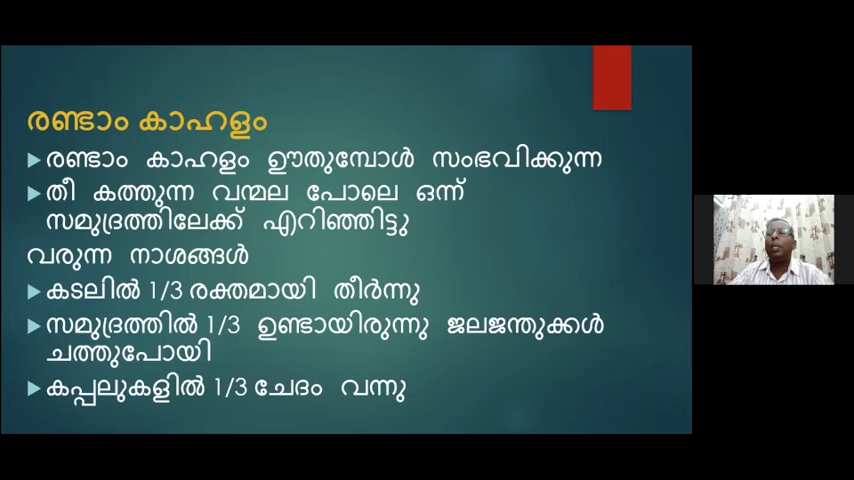 രണ്ടാം കാഹളം
രണ്ടാം കാഹളം ഊതുമ്പോൾ സംഭവിക്കുന്ന
തീ കത്തുന്ന വന്മല പോലെ ഒന്ന്
സമുദ്രത്തിലേക്ക് എറിഞ്ഞിട്ടു
വരുന്ന നാശങ്ങൾ
കടലിൽ 1/3 രക്തമായി തീർന്നു
സമുദ്രത്തിൽ 1/3 ഉണ്ടായിരുന്നു ജലജന്തുക്കൾ
ചത്തുപോയി
കപ്പലുകളിൽ 1/3 ചേദം വന്നു